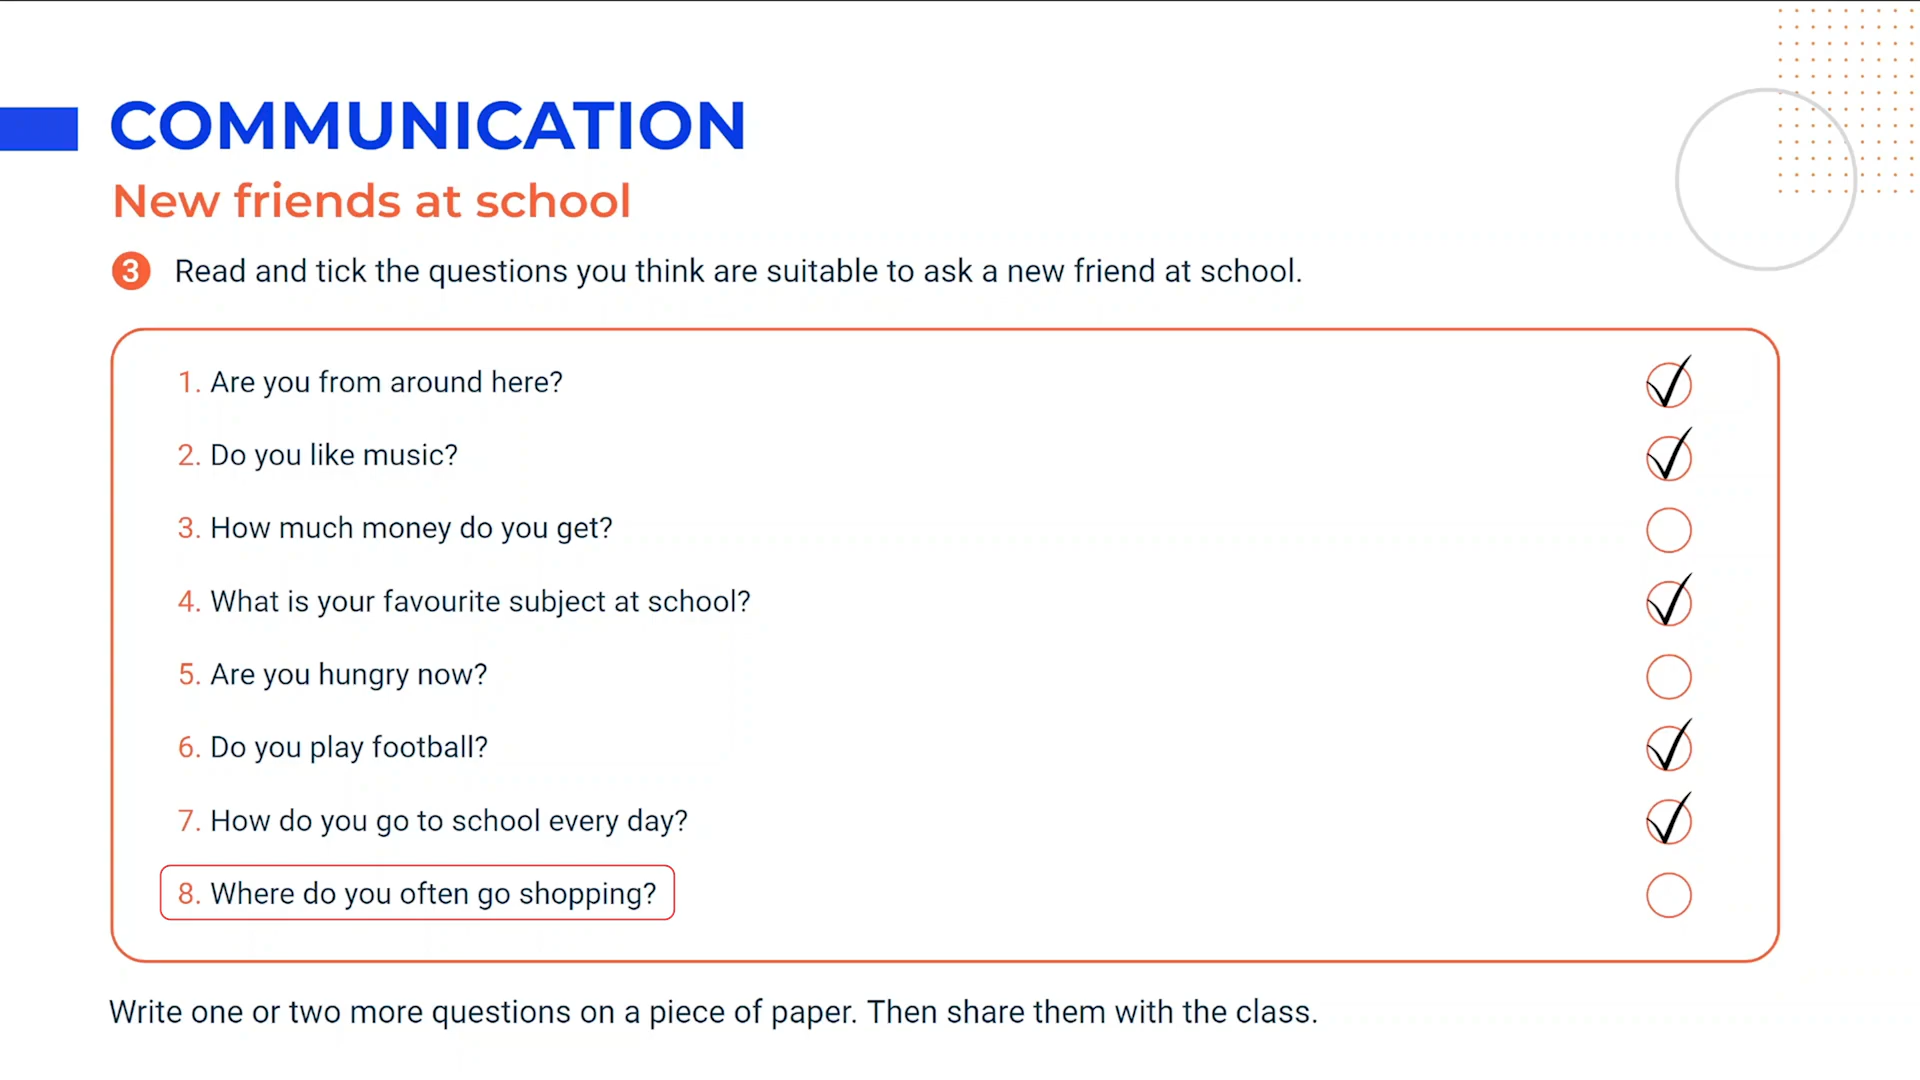 COMMUNICATION
New friends at school
3 Read and tick the questions you think are suitable to ask a new friend at school.
1. Are you from around here?
2. Do you like music?
3. How much money do you get?
4. What is your favourite subject at school?
5. Are you hungry now?
6. Do you play football?
7. How do you go to school every day?
8. Where do you often go shopping?
Write one or two more questions on a piece of paper. Then share them with the class.